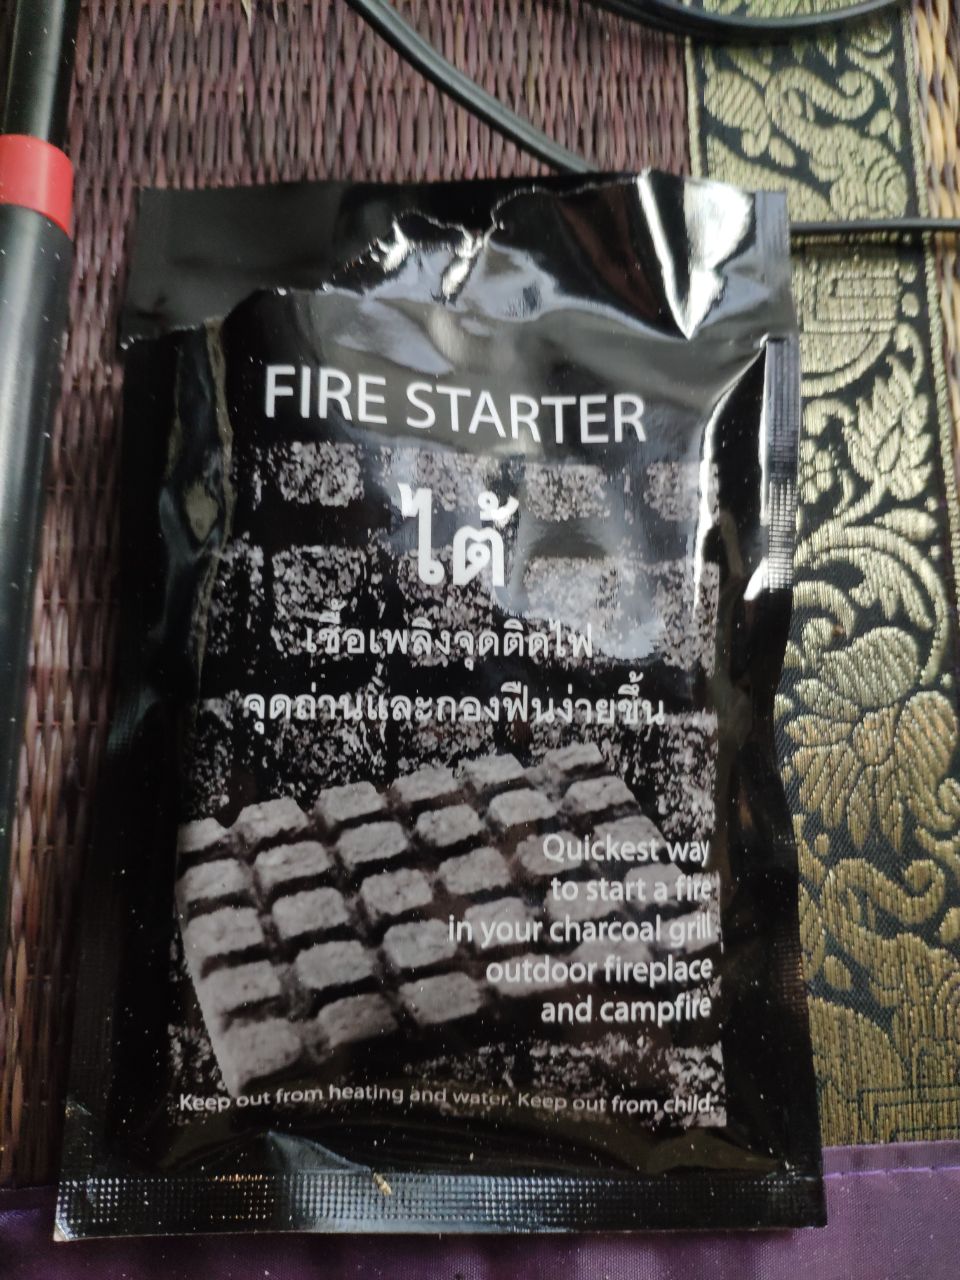 FIRE STARTER
ไต้
เชื้อเพลิงจุดติดไฟ
จุดถ่านและกองฟืนง่ายขึ้น
Quickest way
to start a fire
in your charcoal grill
outdoor fireplace
and campfire
Keep out from heating and water. Keep out from child.